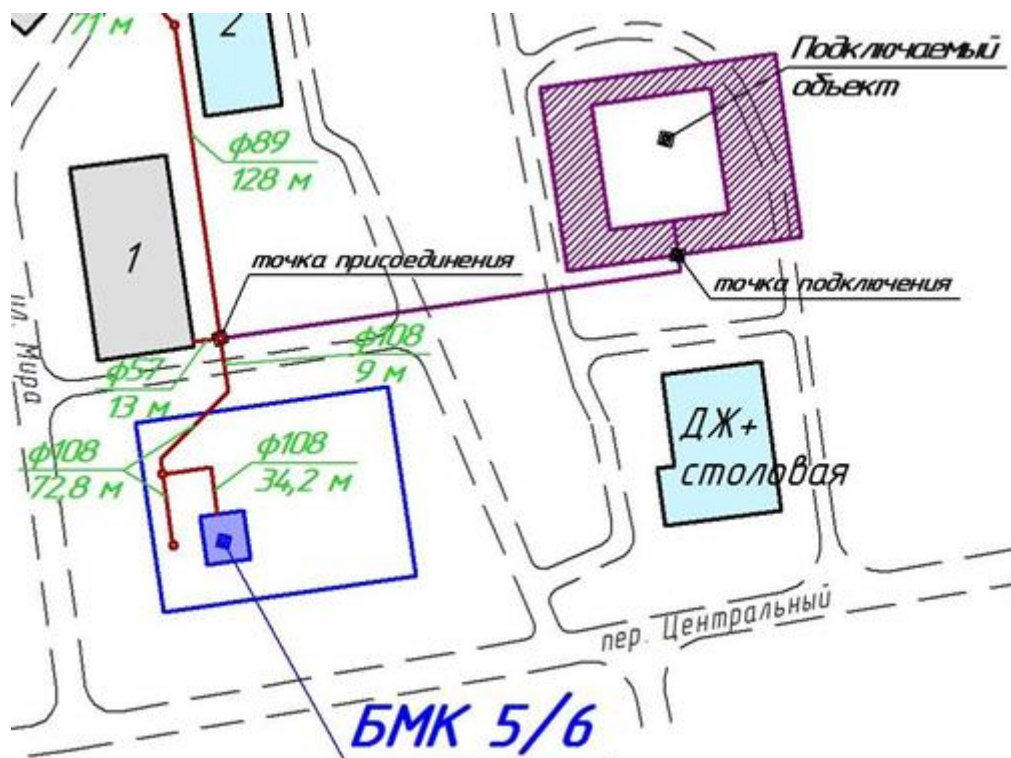 71 м
2
Подключаемый
объект
ф89
128 м
1
точка присоединения
точка подключения
ул. Мира
ф108
9 м
ф57
13 м
ДЖ+
столовая
ф108
72,8 м
ф108
34,2 м
пер. Центральный
БМК 5/6